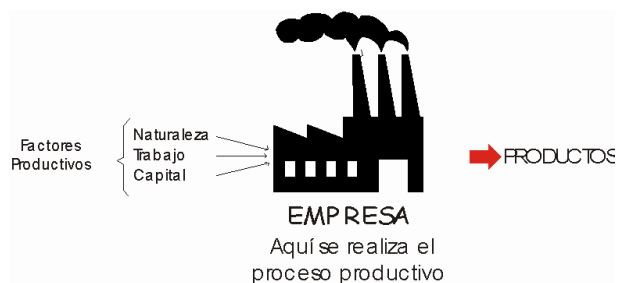 Factores
Productivos
Naturaleza
Trabajo
Capital
PRODUCTOS
EMPRESA
Aquí se realiza el
proceso productivo